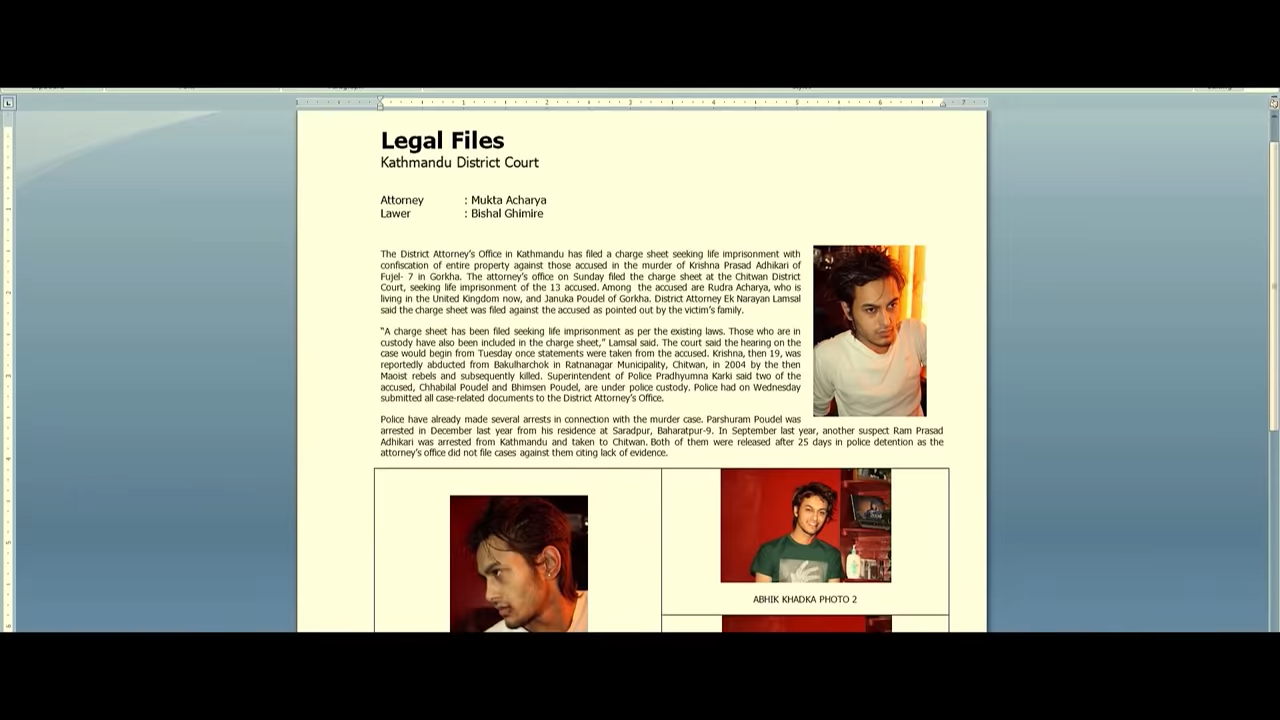 Legal Files
Kathmandu District Court
Attorney : Mukta Acharya
Lawer : Bishal Ghimire
The District Attorney's Office in Kathmandu has filed a charge sheet seeking life imprisonment with
confiscation of entire property against those accused in the murder of Krishna Prasad Adhikari of
Fujel- 7 in Gorkha. The attorney's office on Sunday filed the charge sheet at the Chitwan District
Court, seeking life imprisonment of the 13 accused. Among the accused are Rudra Acharya, who is
living in the United Kingdom now, and Januka Poudel of Gorkha. District Attorney Ek Narayan Lamsal
said the charge sheet was filed against the accused as pointed out by the victim's family.
"A charge sheet has been filed seeking life imprisonment as per the existing laws. Those who are in
custody have also been included in the charge sheet," Lamsal said. The court said the hearing on the
case would begin from Tuesday once statements were taken from the accused. Krishna, then 19, was
reportedly abducted from Bakulharchok in Ratnanagar Municipality, Chitwan, in 2004 by the then
Maoist rebels and subsequently killed. Superintendent of Police Pradhyumna Karki said two of the
accused, Chhabilal Poudel and Bhimsen Poudel, are under police custody. Police had on Wednesday
submitted all case-related documents to the District Attorney's Office.
Police have already made several arrests in connection with the murder case. Parshuram Poudel was
arrested in December last year from his residence at Saradpur, Baharatpur-9. In September last year, another suspect Ram Prasad
Adhikari was arrested from Kathmandu and taken to Chitwan. Both of them were released after 25 days in police detention as the
attorney's office did not file cases against them citing lack of evidence.
ABHIK KHADKA PHOTO 2